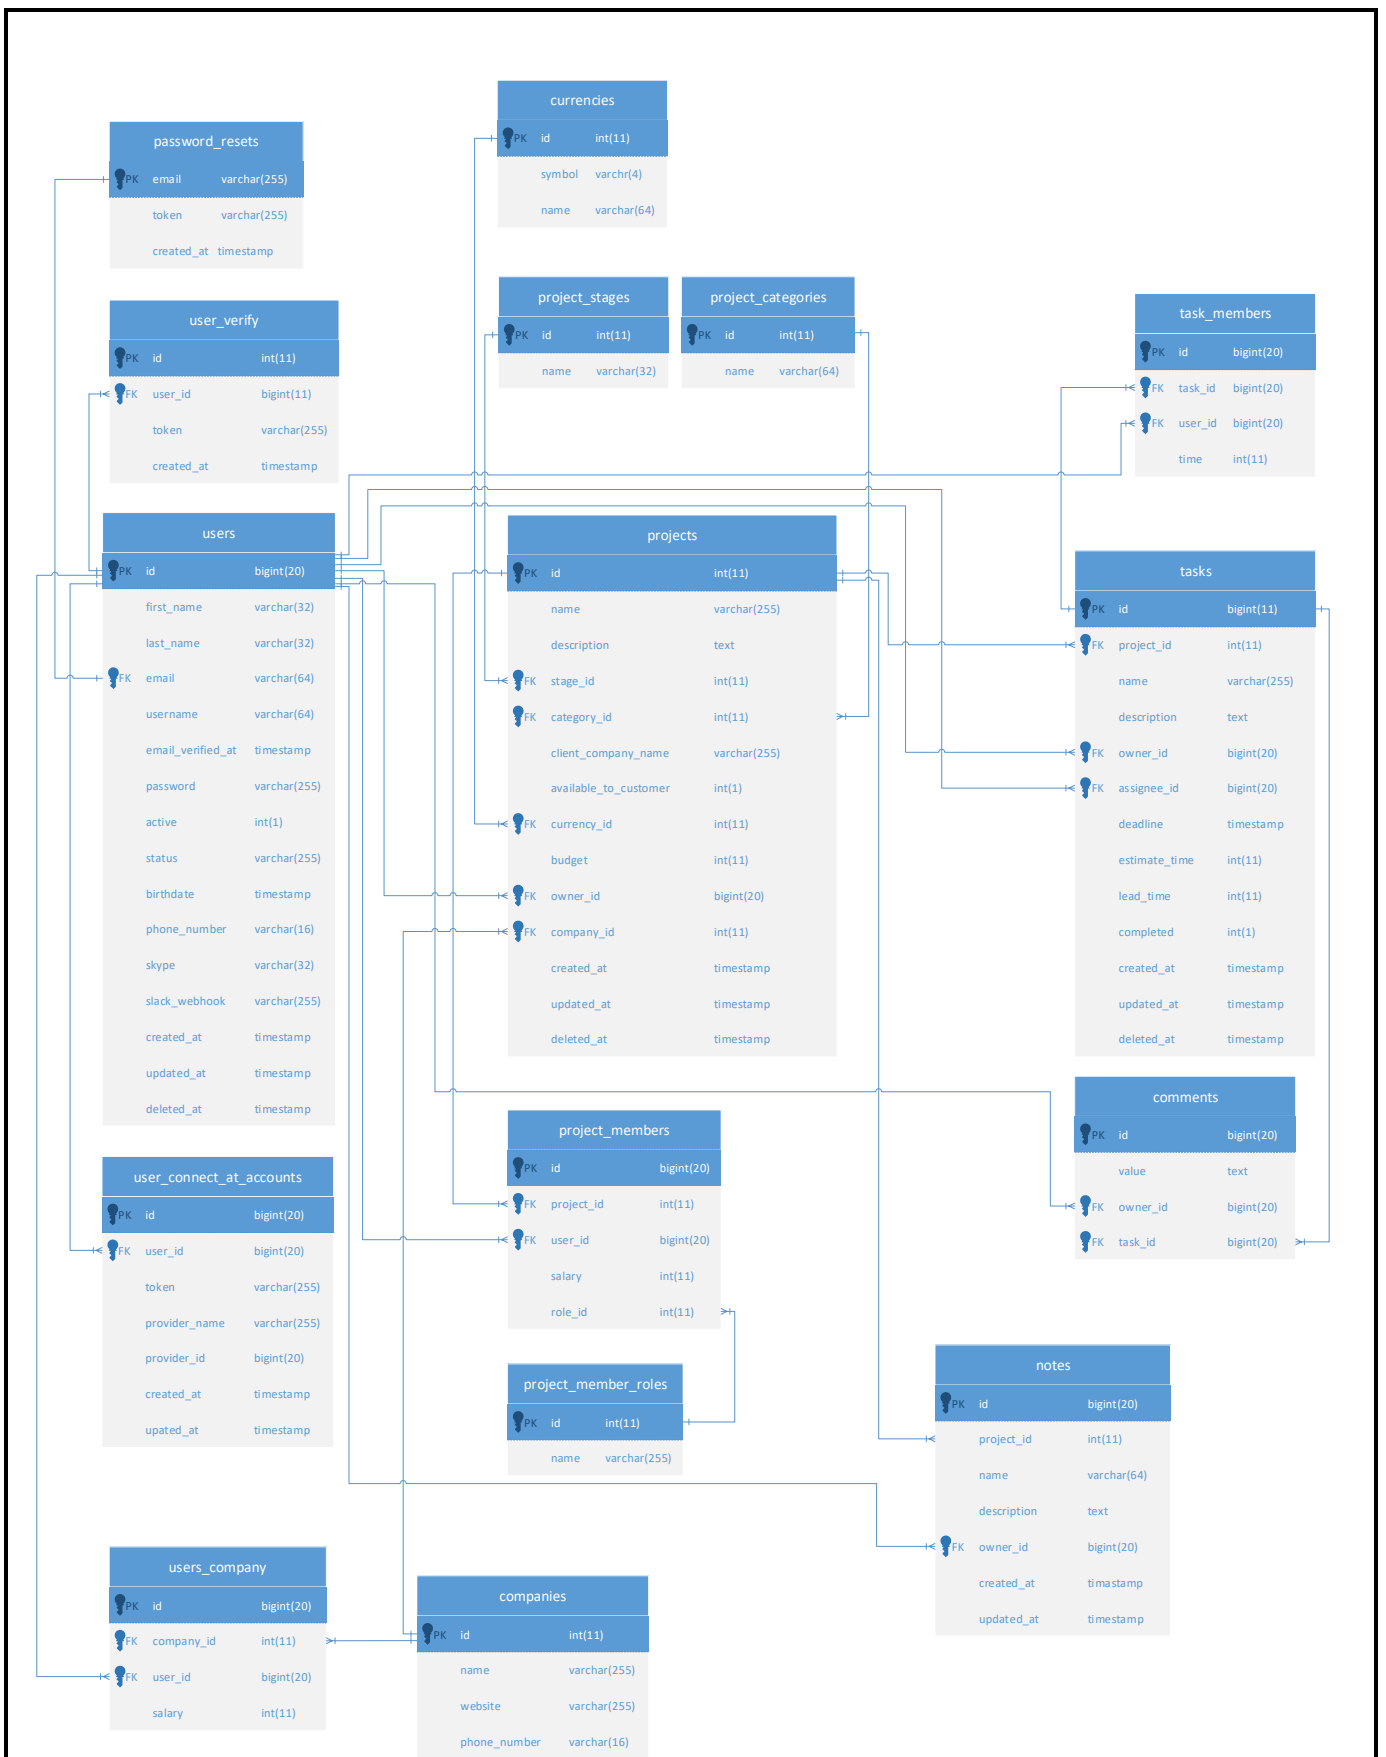 currencies
PK id int(11)
symbol varchr(4)
name varchar(64)
password_resets
PK email varchar(255)
token varchar(255)
created_at timestamp
project_stages
PK id int(11)
name varchar(32)
project_categories
PK id int(11)
name varchar(64)
task_members
PK id bigint(20)
FK task_id bigint(20)
FK user_id bigint(20)
time int(11)
user_verify
PK id int(11)
FK user_id bigint(11)
token varchar(255)
created_at timestamp
users
PK id bigint(20)
first_name varchar(32)
last_name varchar(32)
FK email varchar(64)
username varchar(64)
email_verified_at timestamp
password varchar(255)
active int(1)
status varchar(255)
birthdate timestamp
phone_number varchar(16)
skype varchar(32)
slack_webhook varchar(255)
created_at timestamp
updated_at timestamp
deleted_at timestamp
projects
PK id int(11)
name varchar(255)
description text
FK stage_id int(11)
FK category_id int(11)
client_company_name varchar(255)
available_to_customer int(1)
FK currency_id int(11)
budget int(11)
FK owner_id bigint(20)
FK company_id int(11)
created_at timestamp
updated_at timestamp
deleted_at timestamp
tasks
PK id bigint(11)
FK project_id int(11)
name varchar(255)
description text
FK owner_id bigint(20)
FK assignee_id bigint(20)
deadline timestamp
estimate_time int(11)
lead_time int(11)
completed int(1)
created_at timestamp
updated_at timestamp
deleted_at timestamp
comments
PK id bigint(20)
value text
FK owner_id bigint(20)
FK task_id bigint(20)
project_members
PK id bigint(20)
FK project_id int(11)
FK user_id bigint(20)
salary int(11)
role_id int(11)
user_connect_at_accounts
PK id bigint(20)
FK user_id bigint(20)
token varchar(255)
provider_name varchar(255)
provider_id bigint(20)
created_at timestamp
upated_at timestamp
project_member_roles
PK id int(11)
name varchar(255)
notes
PK id bigint(20)
project_id int(11)
name varchar(64)
description text
FK owner_id bigint(20)
created_at timastamp
updated_at timestamp
users_company
PK id bigint(20)
FK company_id int(11)
FK user_id bigint(20)
salary int(11)
companies
PK id int(11)
name varchar(255)
website varchar(255)
phone_number varchar(16)